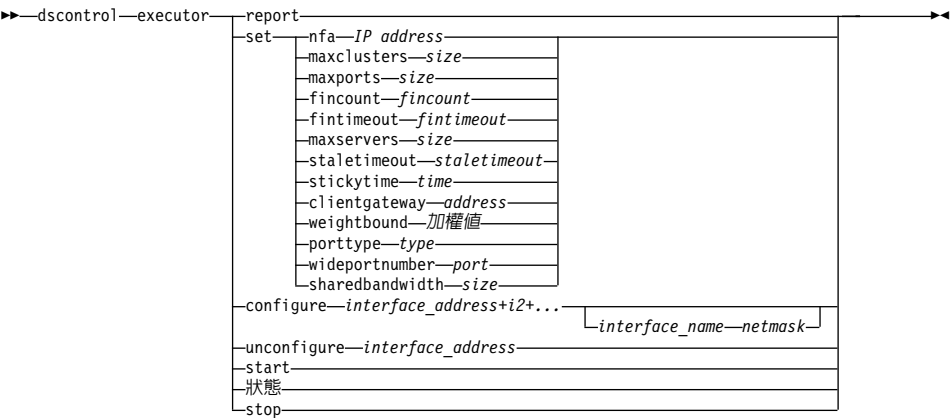 dscontrol executor report
set nfa IP address
maxclusters size
maxports size
fincount fincount
fintimeout fintimeout
maxservers size
staletimeout staletimeout
stickytime time
clientgateway address
weightbound 加權值
porttype type
wideportnumber port
sharedbandwidth size
configure interface_address+i2+...
interface_name netmask
unconfigure interface_address
start
狀態
stop